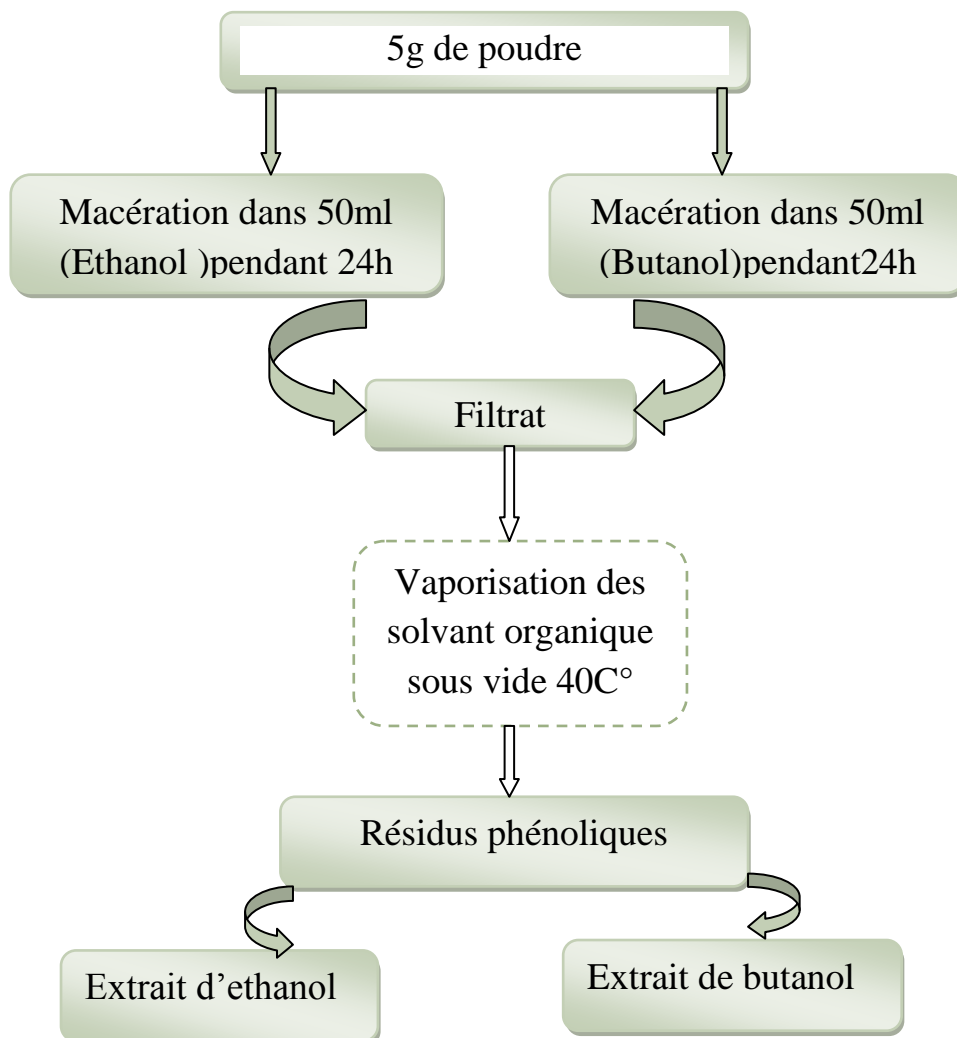 5g de poudre
Macération dans 50ml
(Ethanol )pendant 24h
Macération dans 50ml
(Butanol)pendant24h
Filtrat
Vaporisation des
solvant organique
sous vide 40C°
Résidus phénoliques
Extrait d’ethanol
Extrait de butanol